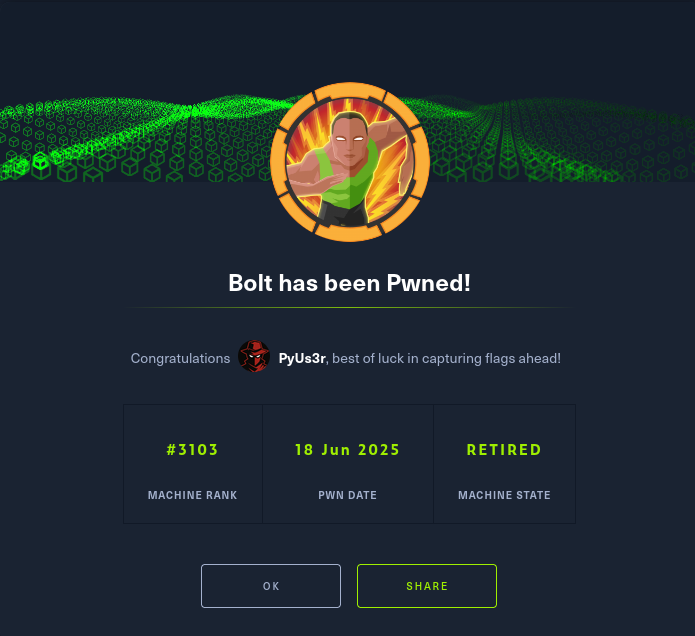 Bolt has been Pwned!
Congratulations PyUs3r, best of luck in capturing flags ahead!
#3103 18 Jun 2025 RETIRED
MACHINE RANK PWN DATE MACHINE STATE
OK SHARE